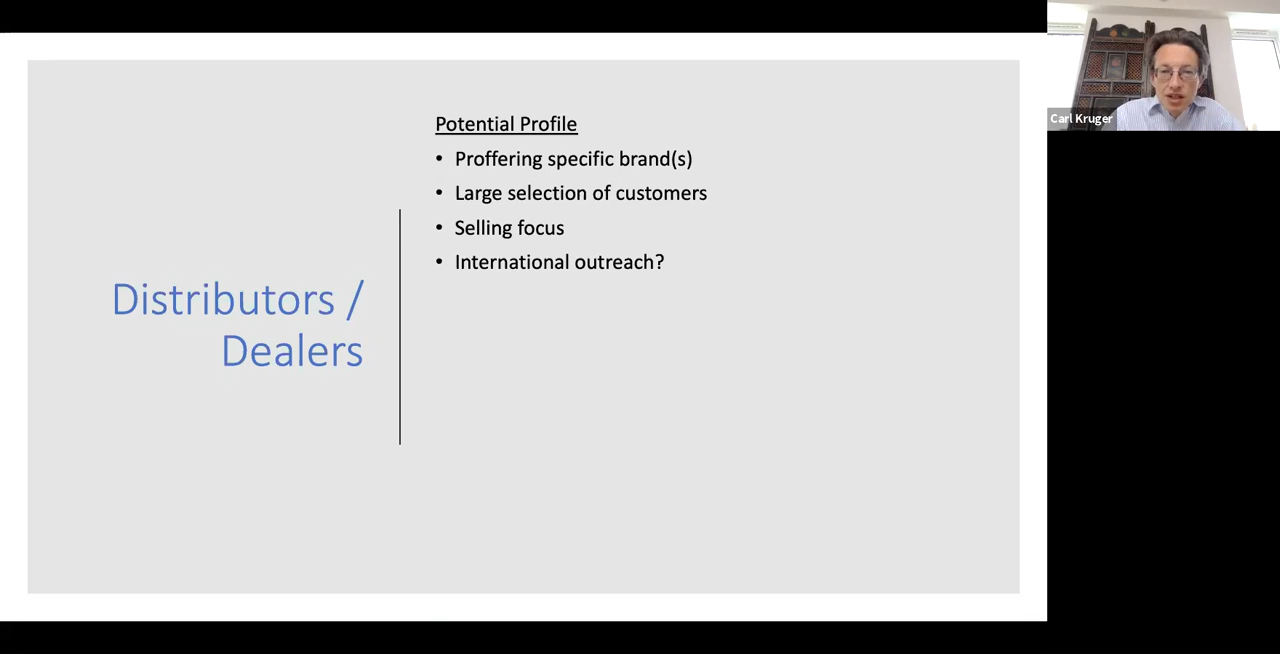 Distributors /
Dealers
Potential Profile
• Proffering specific brand(s)
• Large selection of customers
• Selling focus
• International outreach?
Carl Kruger